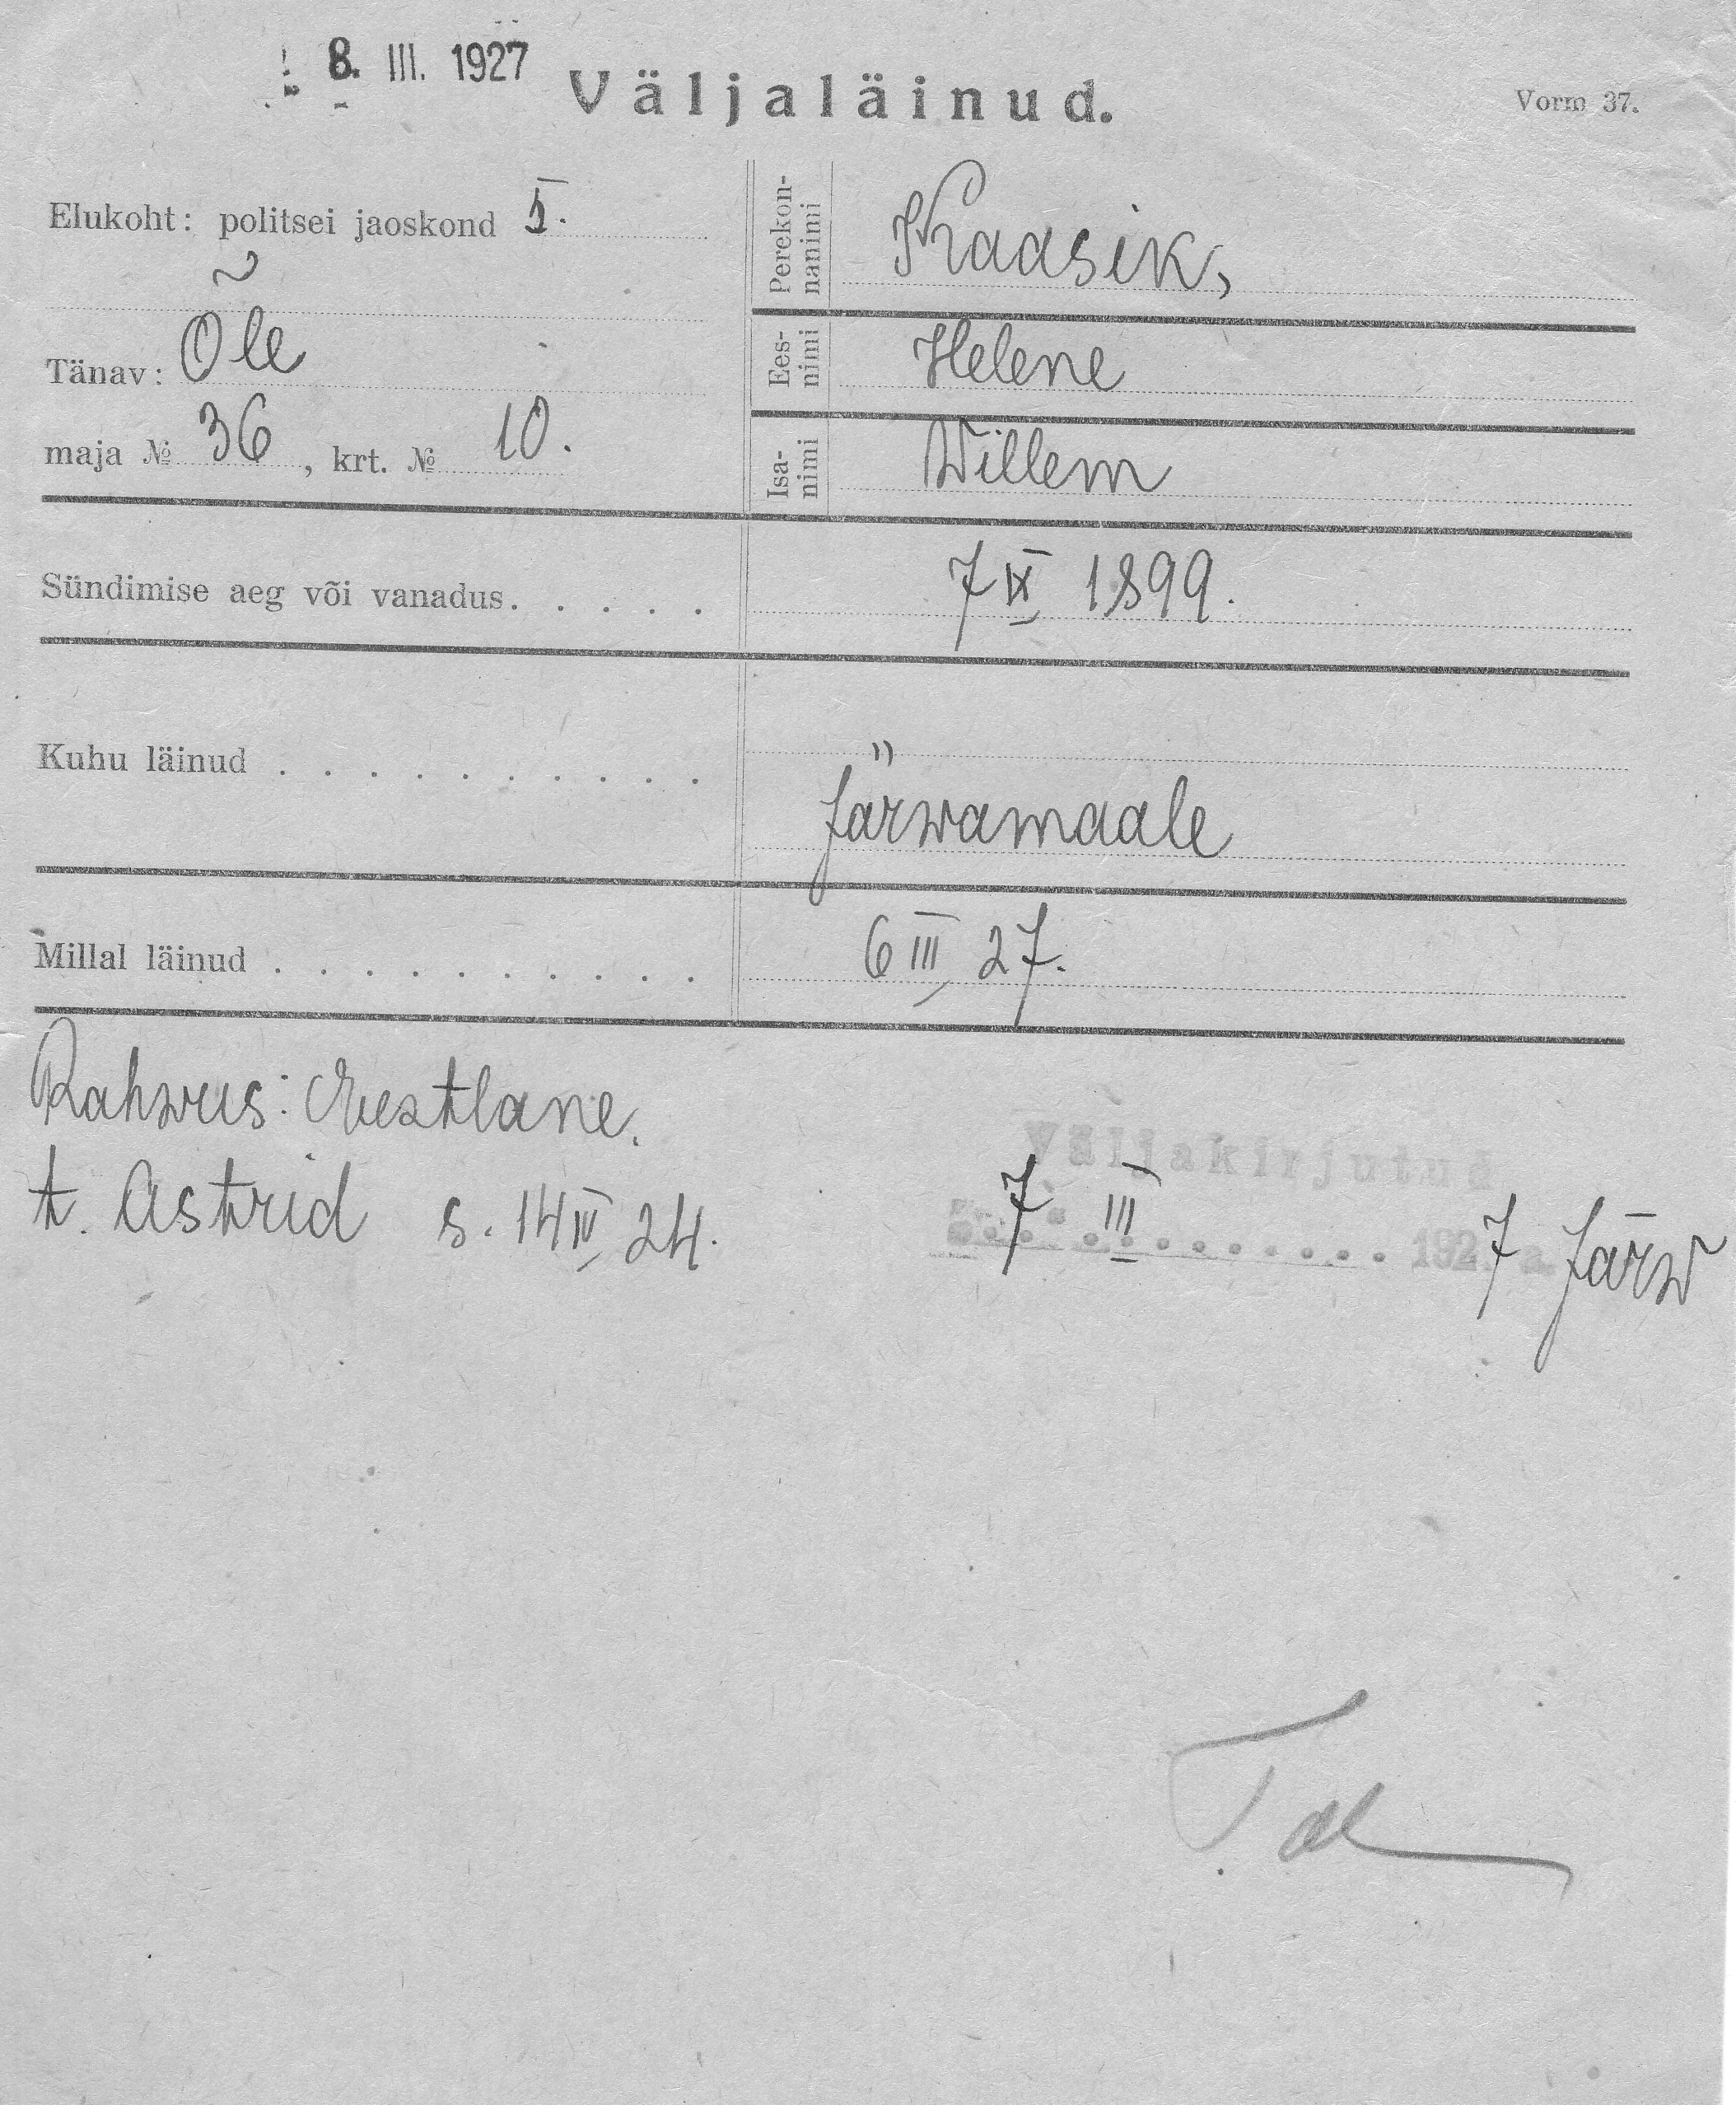 8. III. 1927
Väljaläinud.
Vorm 37.
Elukoht: politsei jaoskond I.
Tänav: Õle
maja № 36, krt. № 10.
Perekonnanimi Kaasik,
Eesnimi Helene
Isanimi Willem
Sündimise aeg või vanadus. . . . . 7 IX 1899.
Kuhu läinud . . . . . . . . . . Järwamaale
Millal läinud . . . . . . . . . . 6 III 27.
Rahwus: Eestlane.
t. Astrid s. 14 IV 24.
Väljakirjutud
7 III 1927 a. Järw